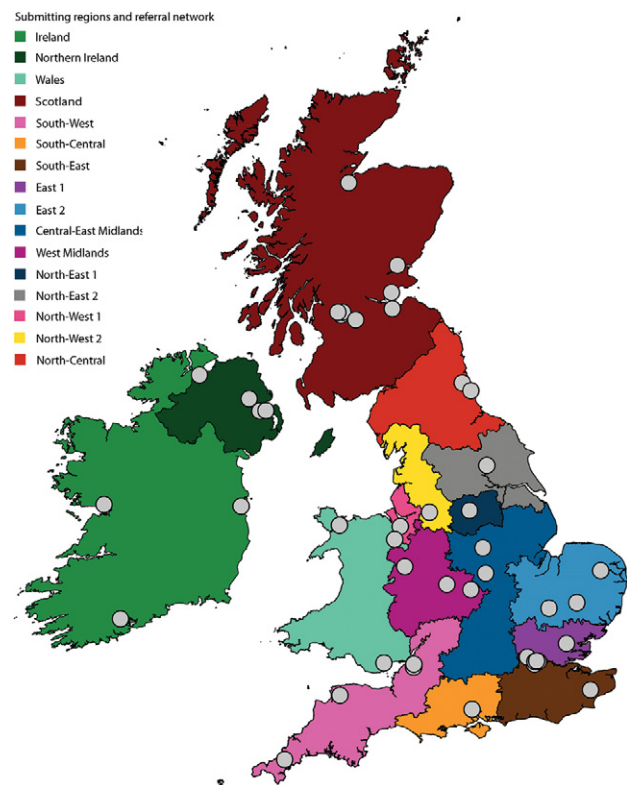 Submitting regions and referral network
Ireland
Northern Ireland
Wales
Scotland
South-West
South-Central
South-East
East 1
East 2
Central-East Midlands
West Midlands
North-East 1
North-East 2
North-West 1
North-West 2
North-Central